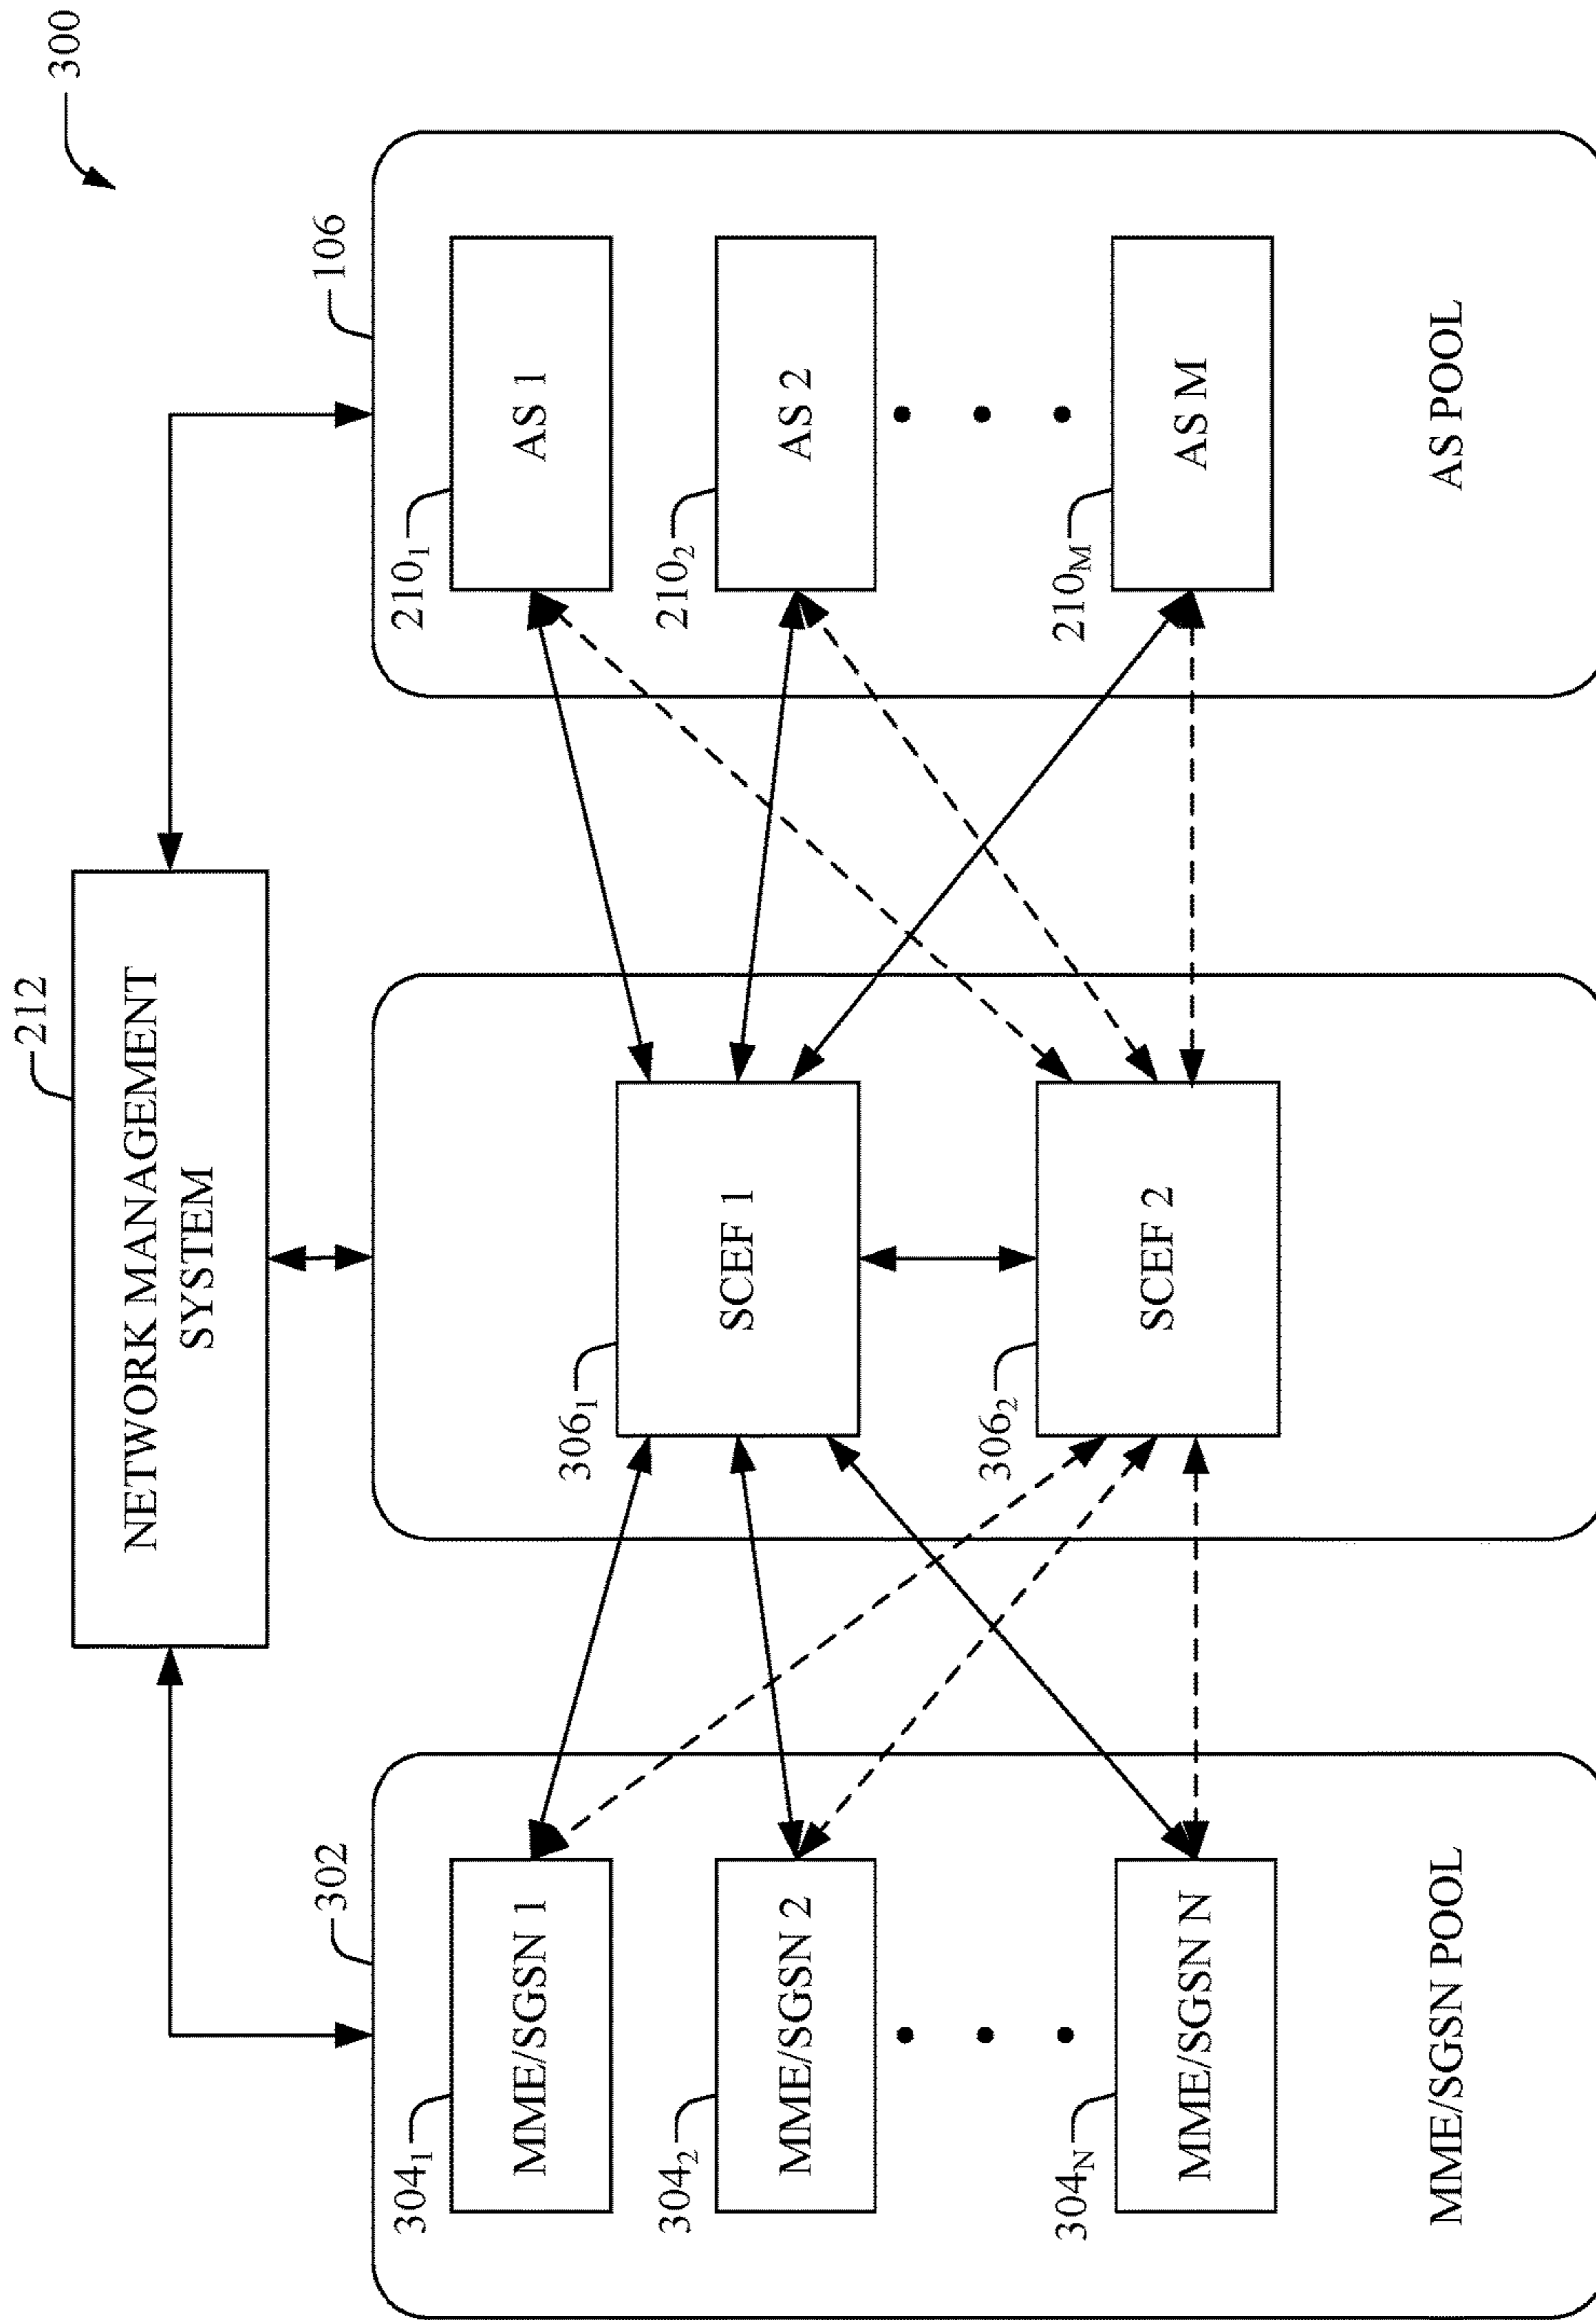 300
212
NETWORK MANAGEMENT
SYSTEM
302
106
304₁
MME/SGSN 1
304₂
MME/SGSN 2
304N
MME/SGSN N
MME/SGSN POOL
306₁
SCEF 1
306₂
SCEF 2
210₁
AS 1
210₂
AS 2
210M
AS M
AS POOL